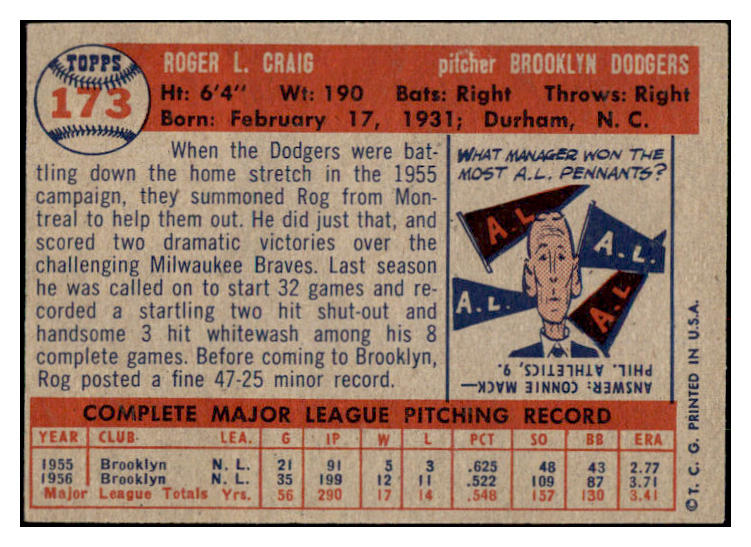 TOPPS
173
ROGER L. CRAIG pitcher BROOKLYN DODGERS
Ht: 6'4" Wt: 190 Bats: Right Throws: Right
Born: February 17, 1931; Durham, N. C.
When the Dodgers were bat-
tling down the home stretch in the 1955
campaign, they summoned Rog from Mon-
treal to help them out. He did just that, and
scored two dramatic victories over the
challenging Milwaukee Braves. Last season
he was called on to start 32 games and re-
corded a startling two hit shut-out and
handsome 3 hit whitewash among his 8
complete games. Before coming to Brooklyn,
Rog posted a fine 47-25 minor record.
WHAT MANAGER WON THE
MOST A.L. PENNANTS?
A.L.
A.L.
A.L.
A.L.
ANSWER: CONNIE MACK—
PHIL. ATHLETICS, 9.
COMPLETE MAJOR LEAGUE PITCHING RECORD
YEAR CLUB LEA. G IP W L PCT SO BB ERA
1955 Brooklyn N. L. 21 91 5 3 .625 48 43 2.77
1956 Brooklyn N. L. 35 199 12 11 .522 109 87 3.71
Major League Totals Yrs. 56 290 17 14 .548 157 130 3.41
© T. C. G. PRINTED IN U.S.A.